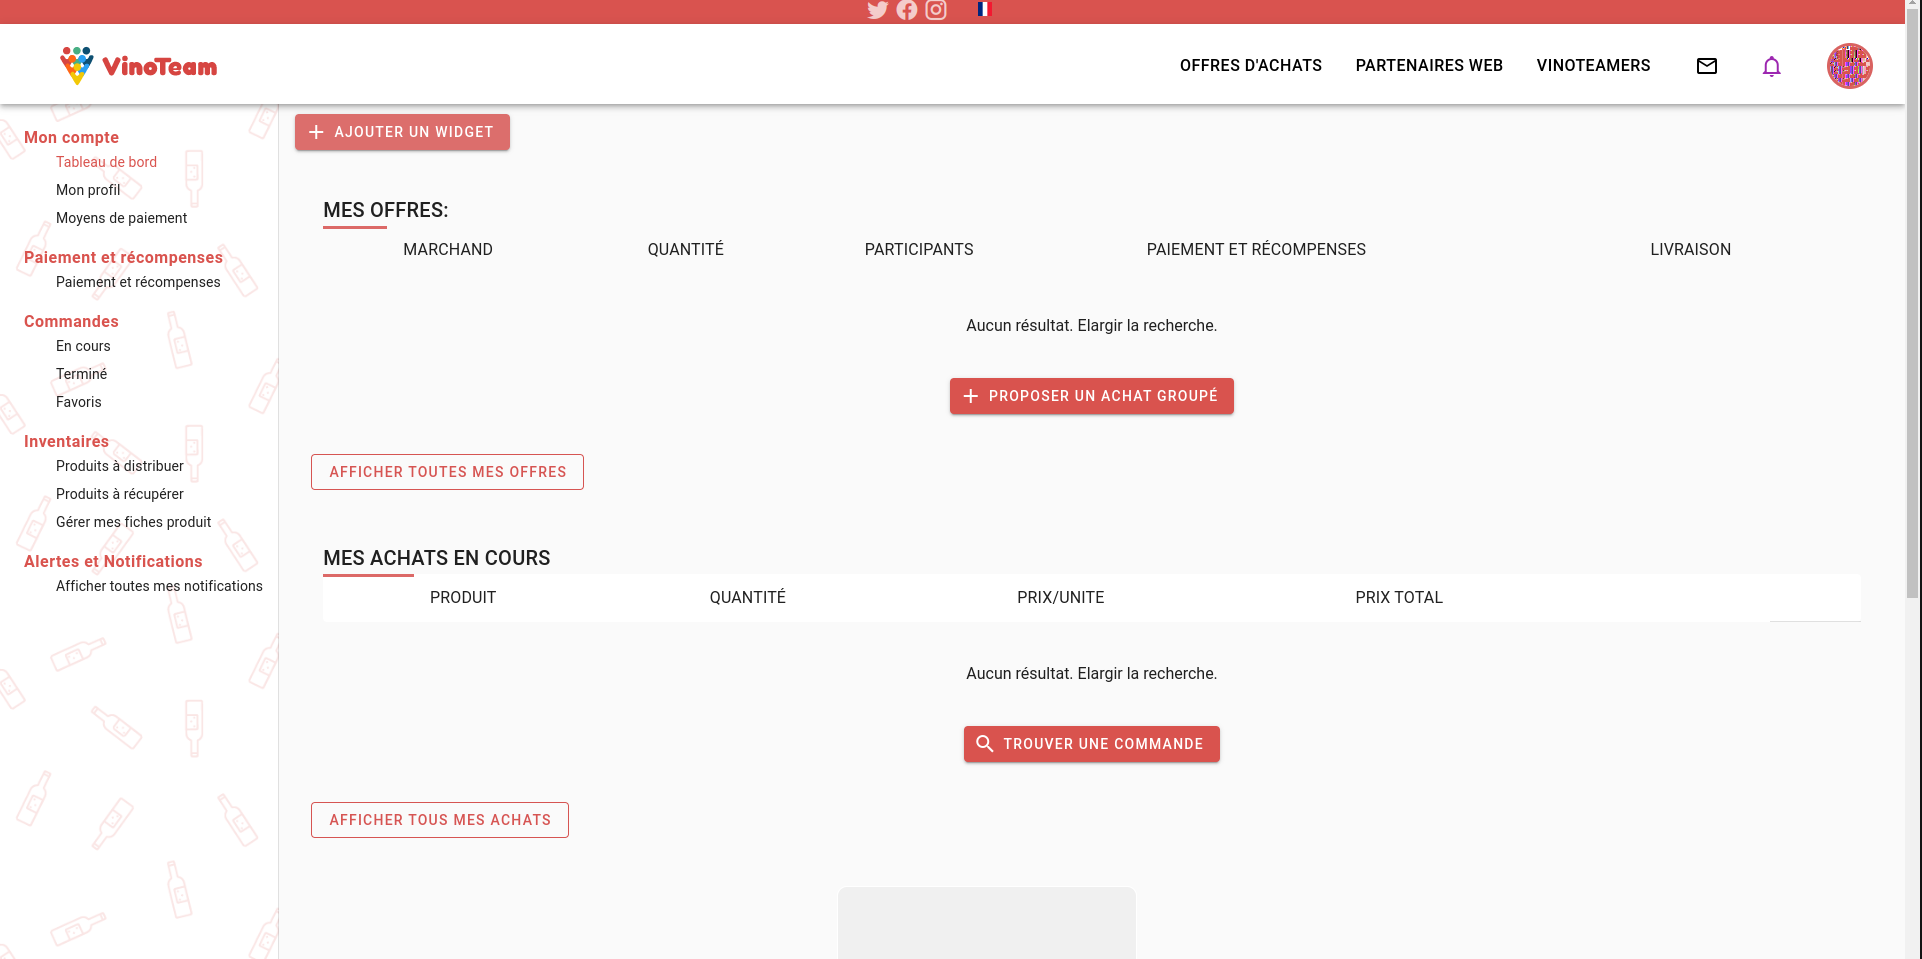 VinoTeam
OFFRES D'ACHATS
PARTENAIRES WEB
VINOTEAMERS
Mon compte
Tableau de bord
Mon profil
Moyens de paiement
Paiement et récompenses
Paiement et récompenses
Commandes
En cours
Terminé
Favoris
Inventaires
Produits à distribuer
Produits à récupérer
Gérer mes fiches produit
Alertes et Notifications
Afficher toutes mes notifications
AJOUTER UN WIDGET
MES OFFRES:
MARCHAND QUANTITÉ PARTICIPANTS PAIEMENT ET RÉCOMPENSES LIVRAISON
Aucun résultat. Elargir la recherche.
PROPOSER UN ACHAT GROUPÉ
AFFICHER TOUTES MES OFFRES
MES ACHATS EN COURS
PRODUIT QUANTITÉ PRIX/UNITE PRIX TOTAL
Aucun résultat. Elargir la recherche.
TROUVER UNE COMMANDE
AFFICHER TOUS MES ACHATS